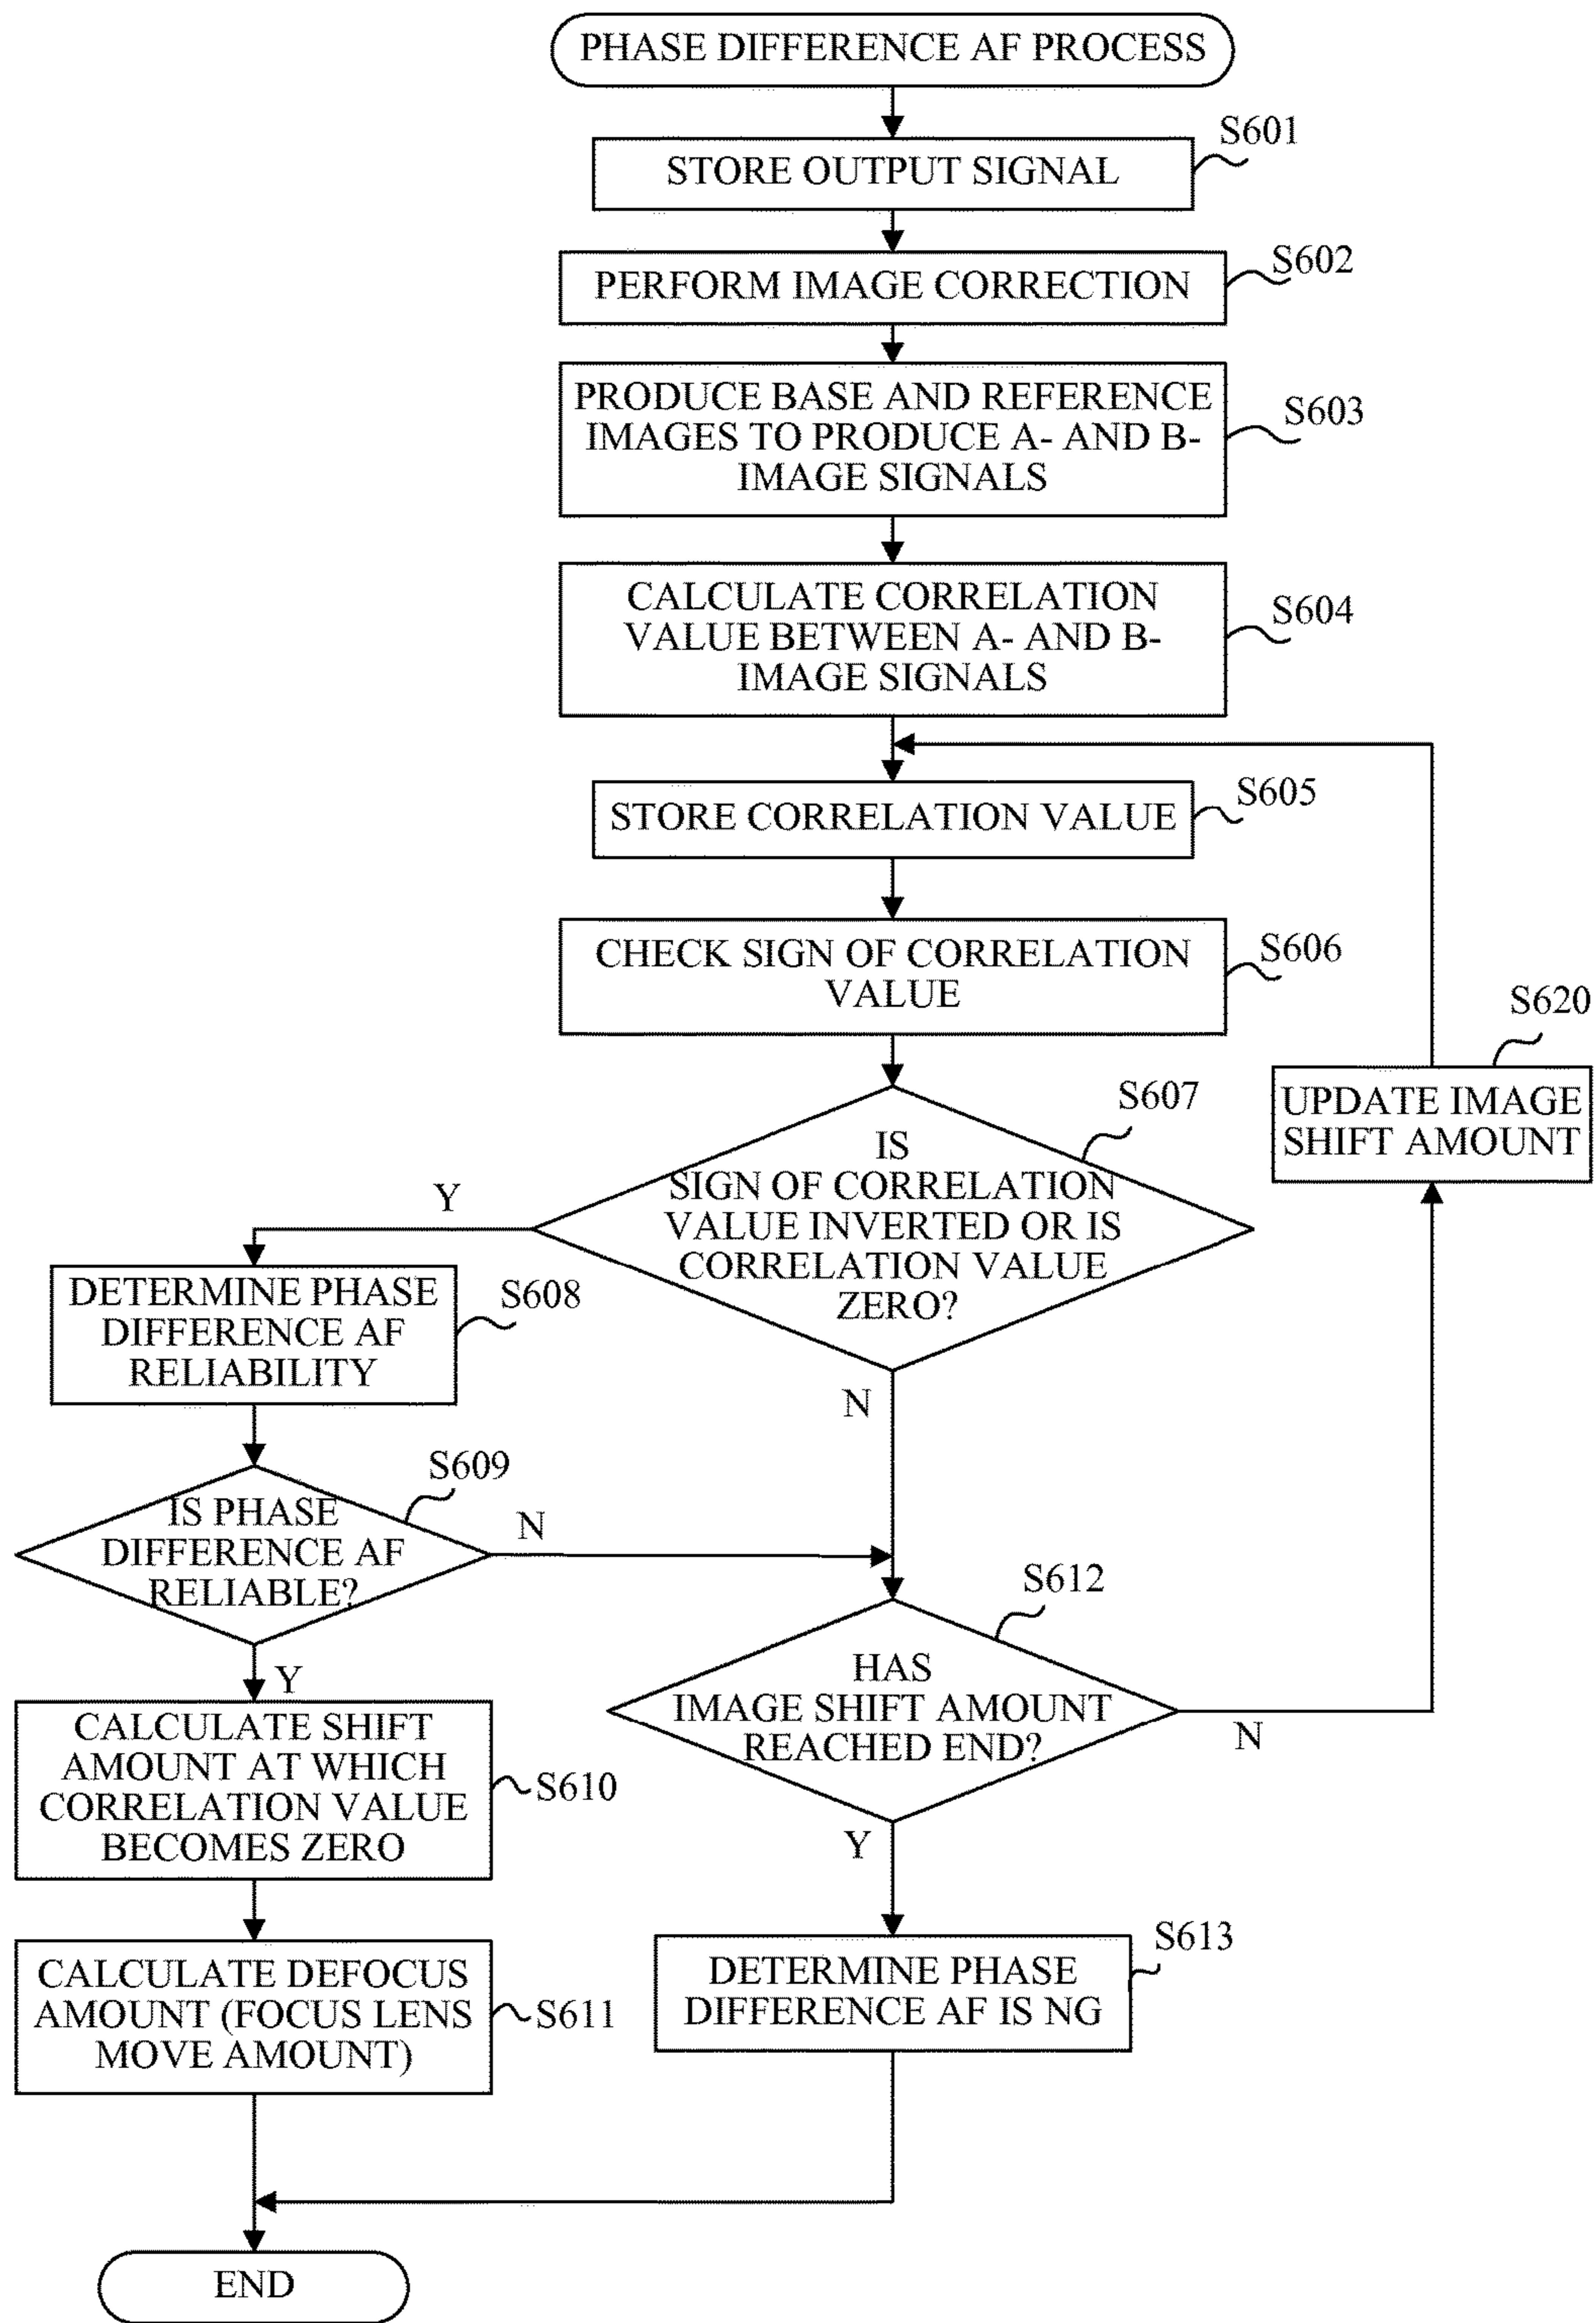 PHASE DIFFERENCE AF PROCESS
S601
STORE OUTPUT SIGNAL
S602
PERFORM IMAGE CORRECTION
PRODUCE BASE AND REFERENCE
IMAGES TO PRODUCE A- AND B-
IMAGE SIGNALS
S603
CALCULATE CORRELATION
VALUE BETWEEN A- AND B-
IMAGE SIGNALS
S604
STORE CORRELATION VALUE
S605
CHECK SIGN OF CORRELATION
VALUE
S606
S620
UPDATE IMAGE
SHIFT AMOUNT
S607
IS
SIGN OF CORRELATION
VALUE INVERTED OR IS
CORRELATION VALUE
ZERO?
Y
N
DETERMINE PHASE
DIFFERENCE AF
RELIABILITY
S608
S609
IS PHASE
DIFFERENCE AF
RELIABLE?
N
Y
S612
HAS
IMAGE SHIFT AMOUNT
REACHED END?
N
Y
CALCULATE SHIFT
AMOUNT AT WHICH
CORRELATION VALUE
BECOMES ZERO
S610
CALCULATE DEFOCUS
AMOUNT (FOCUS LENS
MOVE AMOUNT)
S611
S613
DETERMINE PHASE
DIFFERENCE AF IS NG
END